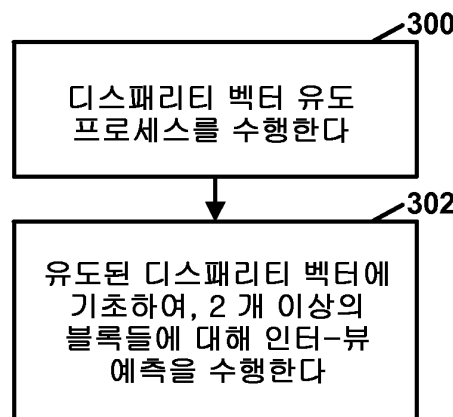 300
디스패리티 벡터 유도
프로세스를 수행한다
302
유도된 디스패리티 벡터에
기초하여, 2 개 이상의
블록들에 대해 인터-뷰
예측을 수행한다